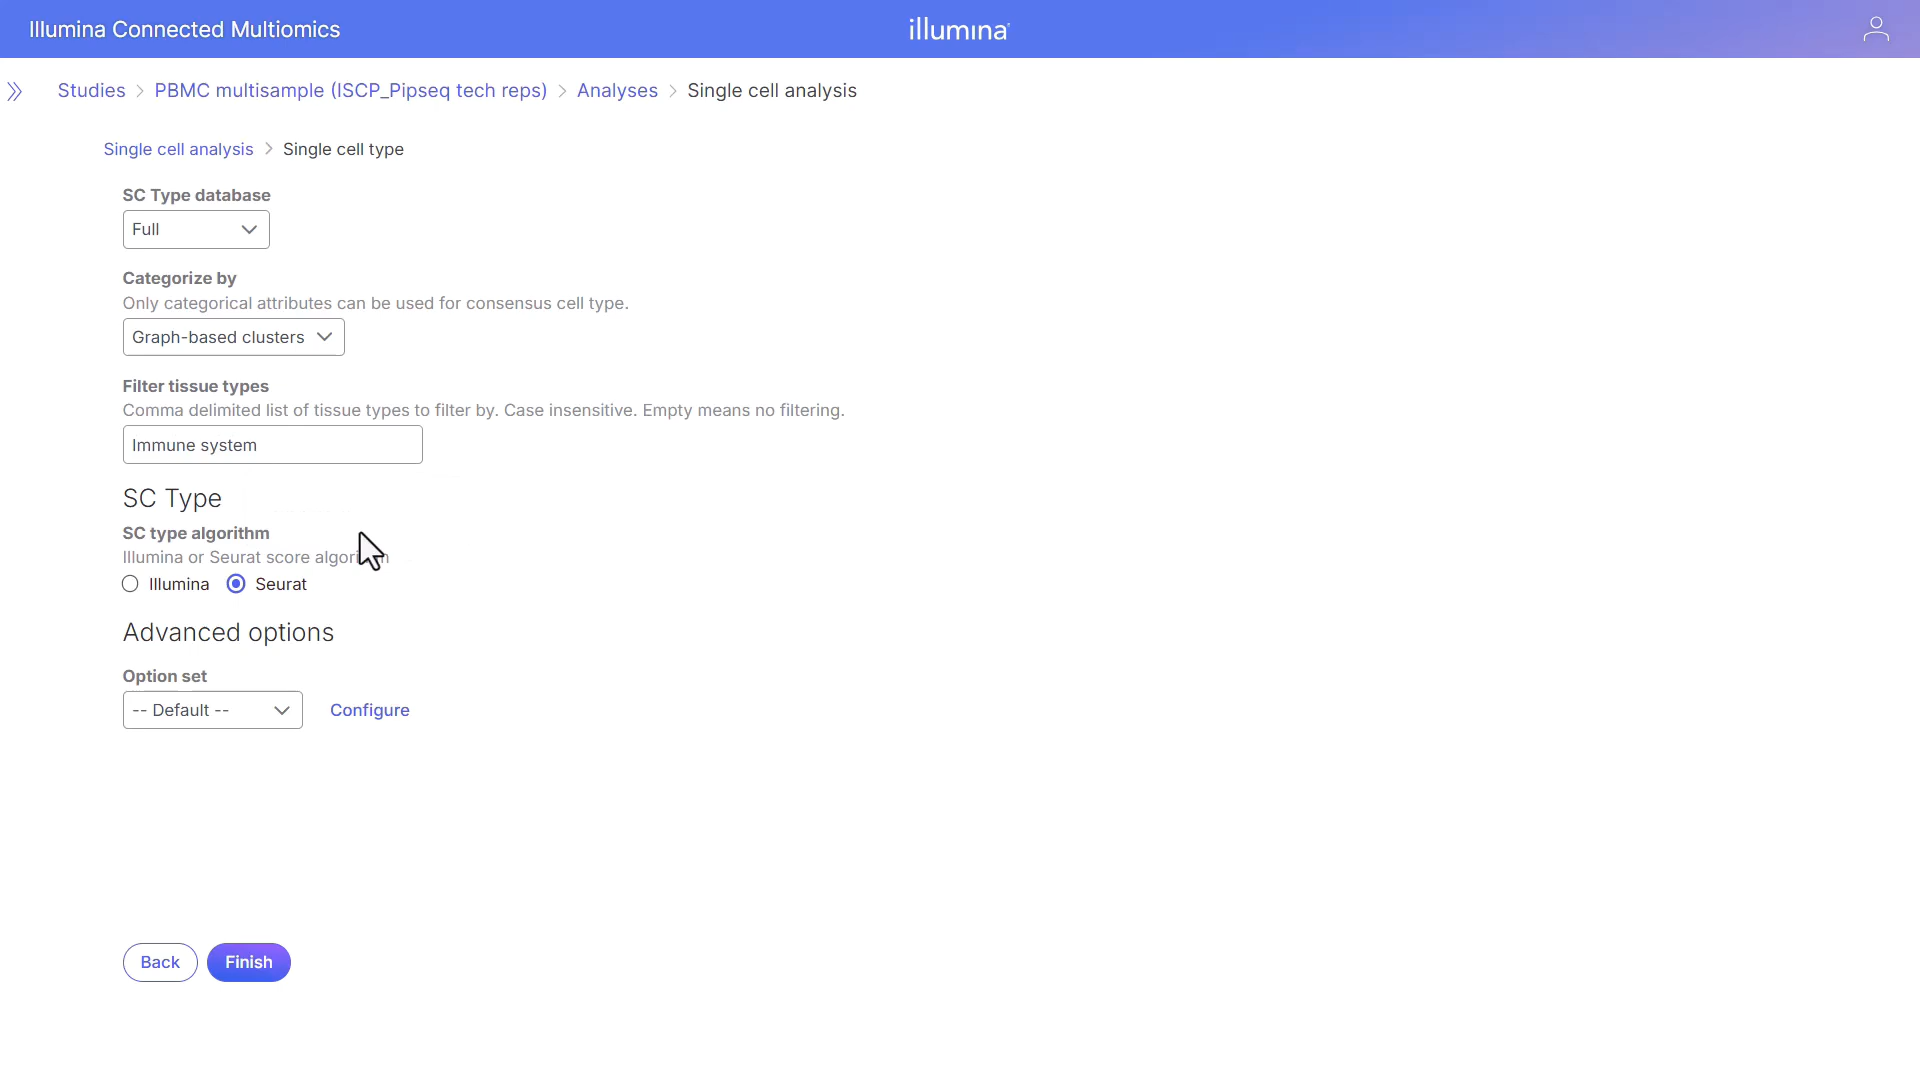 Illumina Connected Multiomics
illumina
Studies > PBMC multisample (ISCP_Pipseq tech reps) > Analyses > Single cell analysis
Single cell analysis > Single cell type
SC Type database
Full
Categorize by
Only categorical attributes can be used for consensus cell type.
Graph-based clusters
Filter tissue types
Comma delimited list of tissue types to filter by. Case insensitive. Empty means no filtering.
Immune system
SC Type
SC type algorithm
Illumina or Seurat score algorithm
Illumina Seurat
Advanced options
Option set
-- Default -- Configure
Back Finish